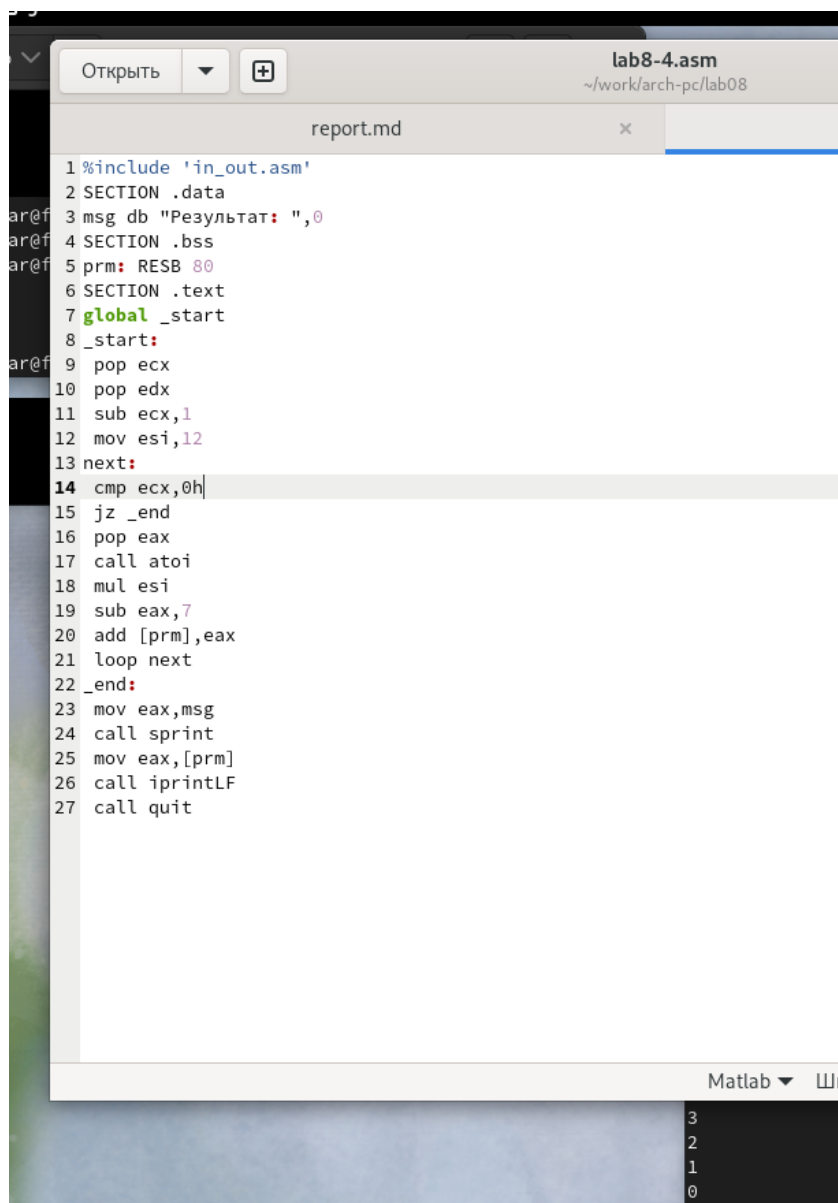 Открыть
lab8-4.asm
~/work/arch-pc/lab08
report.md
1 %include 'in_out.asm'
2 SECTION .data
3 msg db "Результат: ",0
4 SECTION .bss
5 prm: RESB 80
6 SECTION .text
7 global _start
8 _start:
9  pop ecx
10  pop edx
11  sub ecx,1
12  mov esi,12
13 next:
14  cmp ecx,0h
15  jz _end
16  pop eax
17  call atoi
18  mul esi
19  sub eax,7
20  add [prm],eax
21  loop next
22 _end:
23  mov eax,msg
24  call sprint
25  mov eax,[prm]
26  call iprintLF
27  call quit
ar@f
ar@f
ar@f
ar@f
Matlab
3
2
1
0